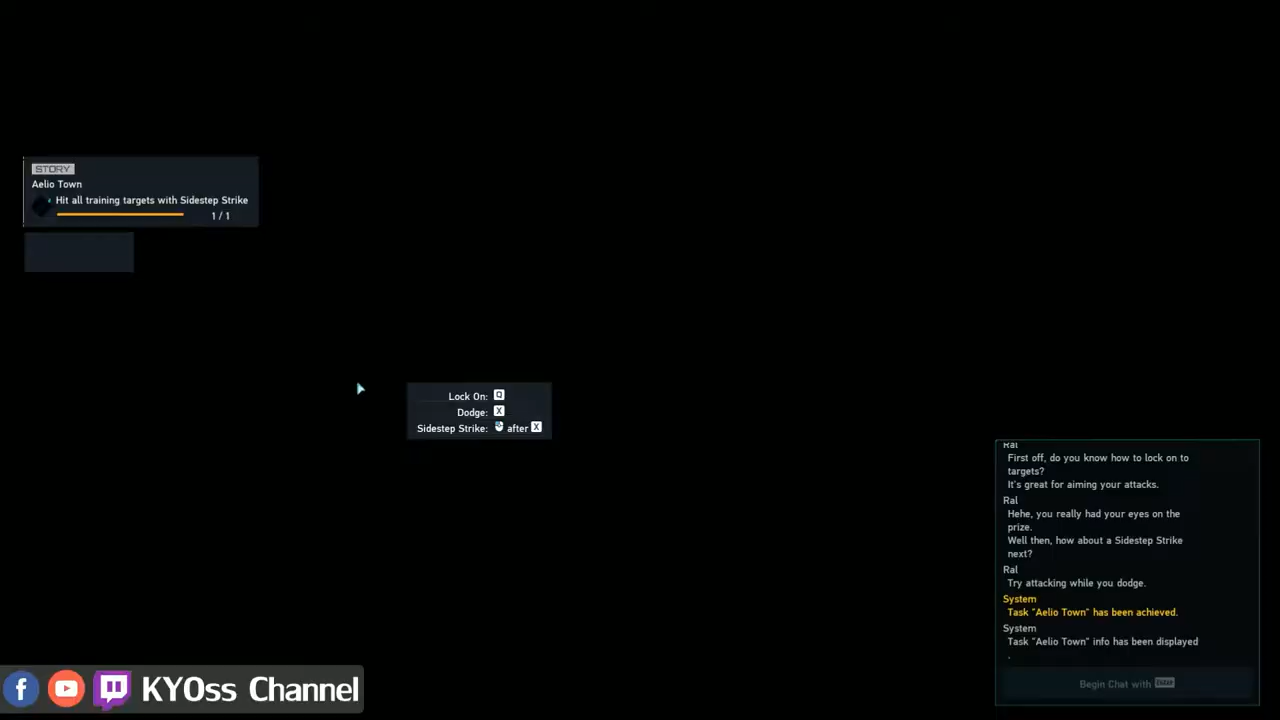 STORY
Aelio Town
Hit all training targets with Sidestep Strike
1 / 1
Lock On: Q
Dodge: X
Sidestep Strike: after X
Ral
First off, do you know how to lock on to
targets?
It's great for aiming your attacks.
Ral
Hehe, you really had your eyes on the
prize.
Well then, how about a Sidestep Strike
next?
Ral
Try attacking while you dodge.
System
Task "Aelio Town" has been achieved.
System
Task "Aelio Town" info has been displayed
.
Begin Chat with Enter
KYOss Channel